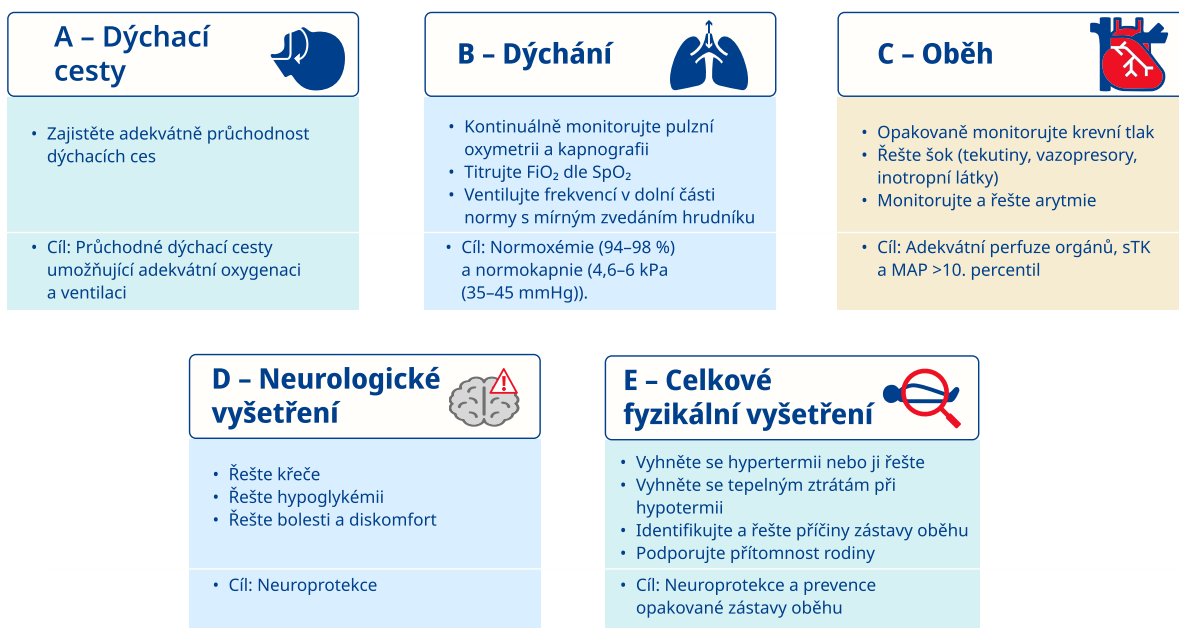 A – Dýchací
cesty
• Zajistěte adekvátně průchodnost
dýchacích ces
• Cíl: Průchodné dýchací cesty
umožňující adekvátní oxygenaci
a ventilaci
B – Dýchání
• Kontinuálně monitorujte pulzní
oxymetrii a kapnografii
• Titrujte FiO₂ dle SpO₂
• Ventilujte frekvencí v dolní části
normy s mírným zvedáním hrudníku
• Cíl: Normoxémie (94–98 %)
a normokapnie (4,6–6 kPa
(35–45 mmHg)).
C – Oběh
• Opakovaně monitorujte krevní tlak
• Řešte šok (tekutiny, vazopresory,
inotropní látky)
• Monitorujte a řešte arytmie
• Cíl: Adekvátní perfuze orgánů, sTK
a MAP >10. percentil
D – Neurologické
vyšetření
• Řešte křeče
• Řešte hypoglykémii
• Řešte bolesti a diskomfort
• Cíl: Neuroprotekce
E – Celkové
fyzikální vyšetření
• Vyhněte se hypertermii nebo ji řešte
• Vyhněte se tepelným ztrátám při
hypotermii
• Identifikujte a řešte příčiny zástavy oběhu
• Podporujte přítomnost rodiny
• Cíl: Neuroprotekce a prevence
opakované zástavy oběhu